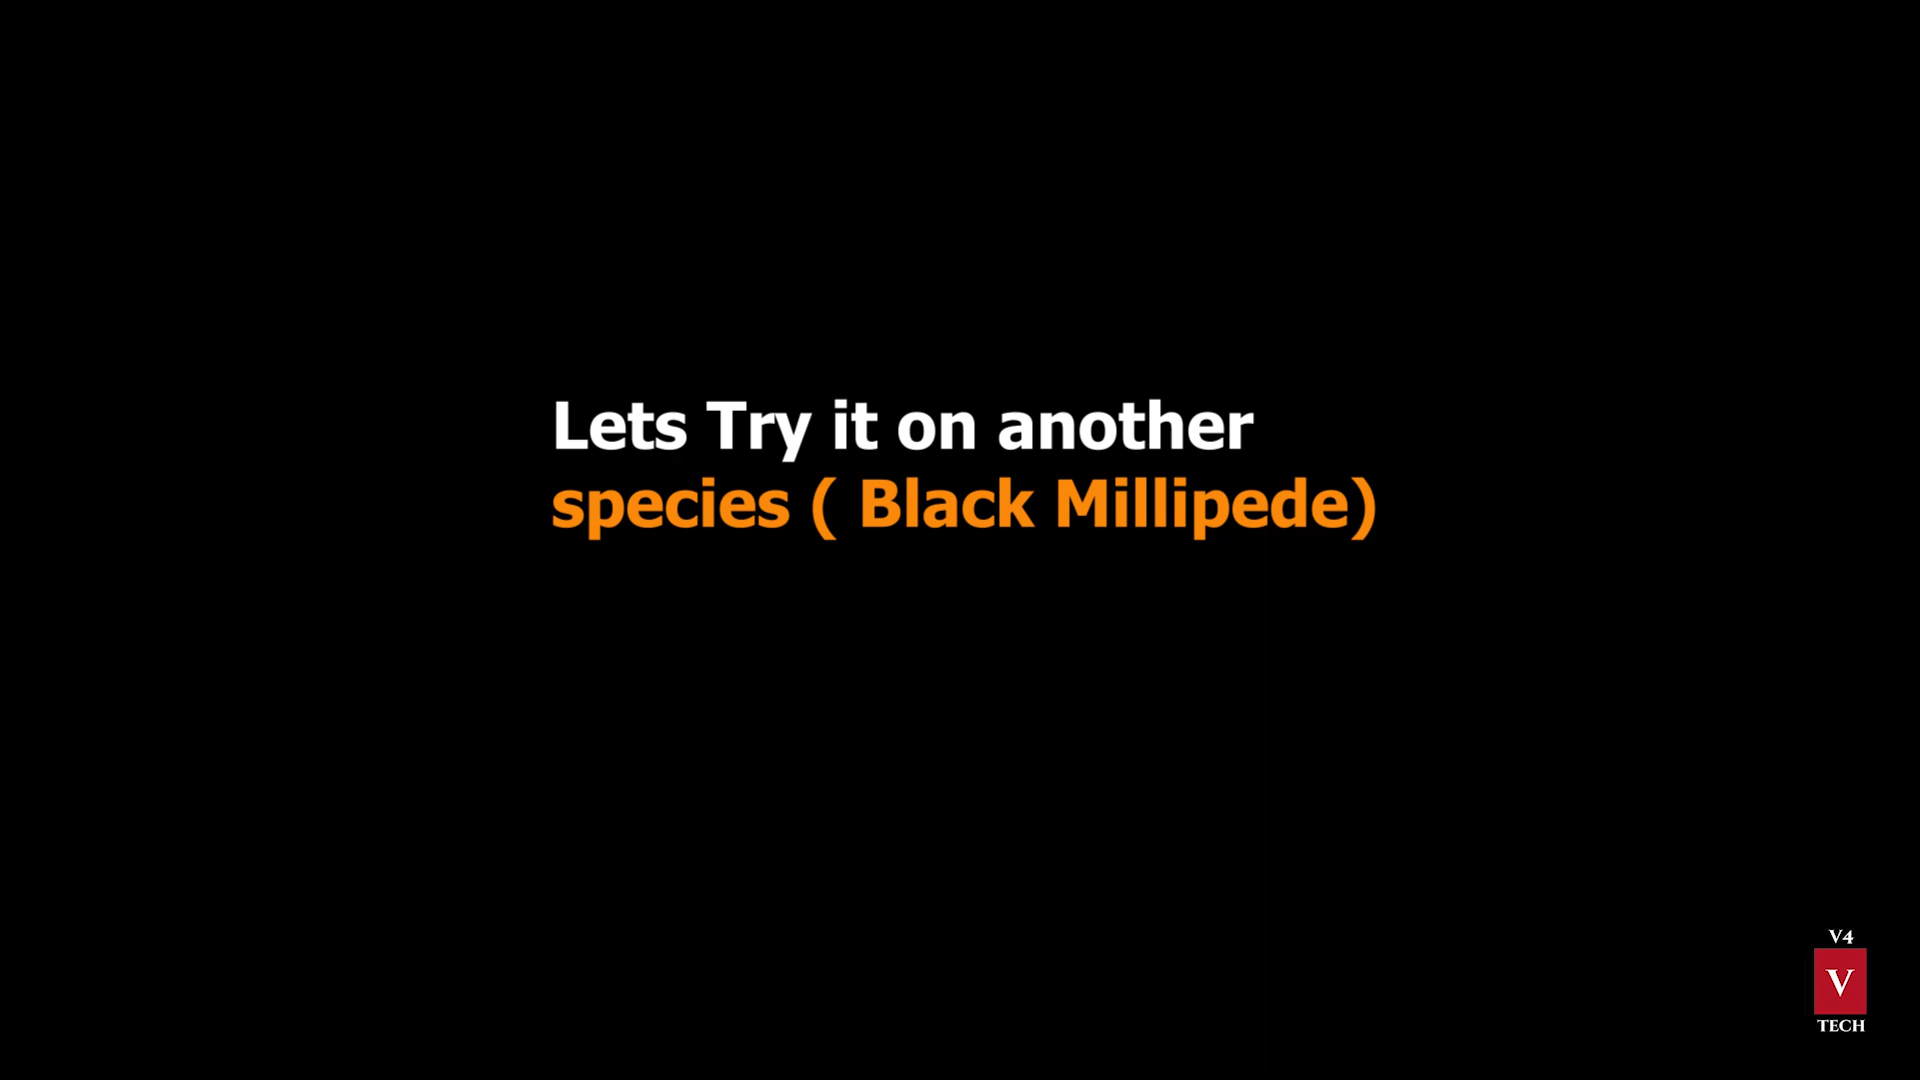 Lets Try it on another
species ( Black Millipede)
V4
V
TECH